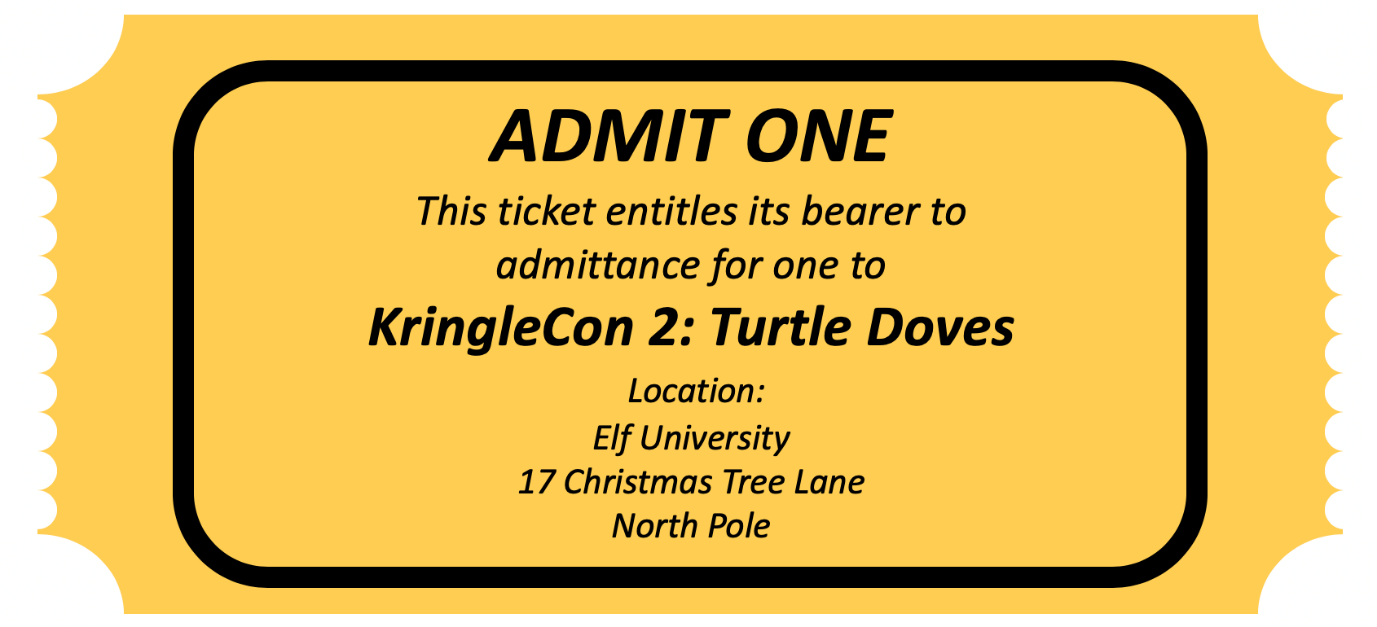 ADMIT ONE
This ticket entitles its bearer to
admittance for one to
KringleCon 2: Turtle Doves
Location:
Elf University
17 Christmas Tree Lane
North Pole